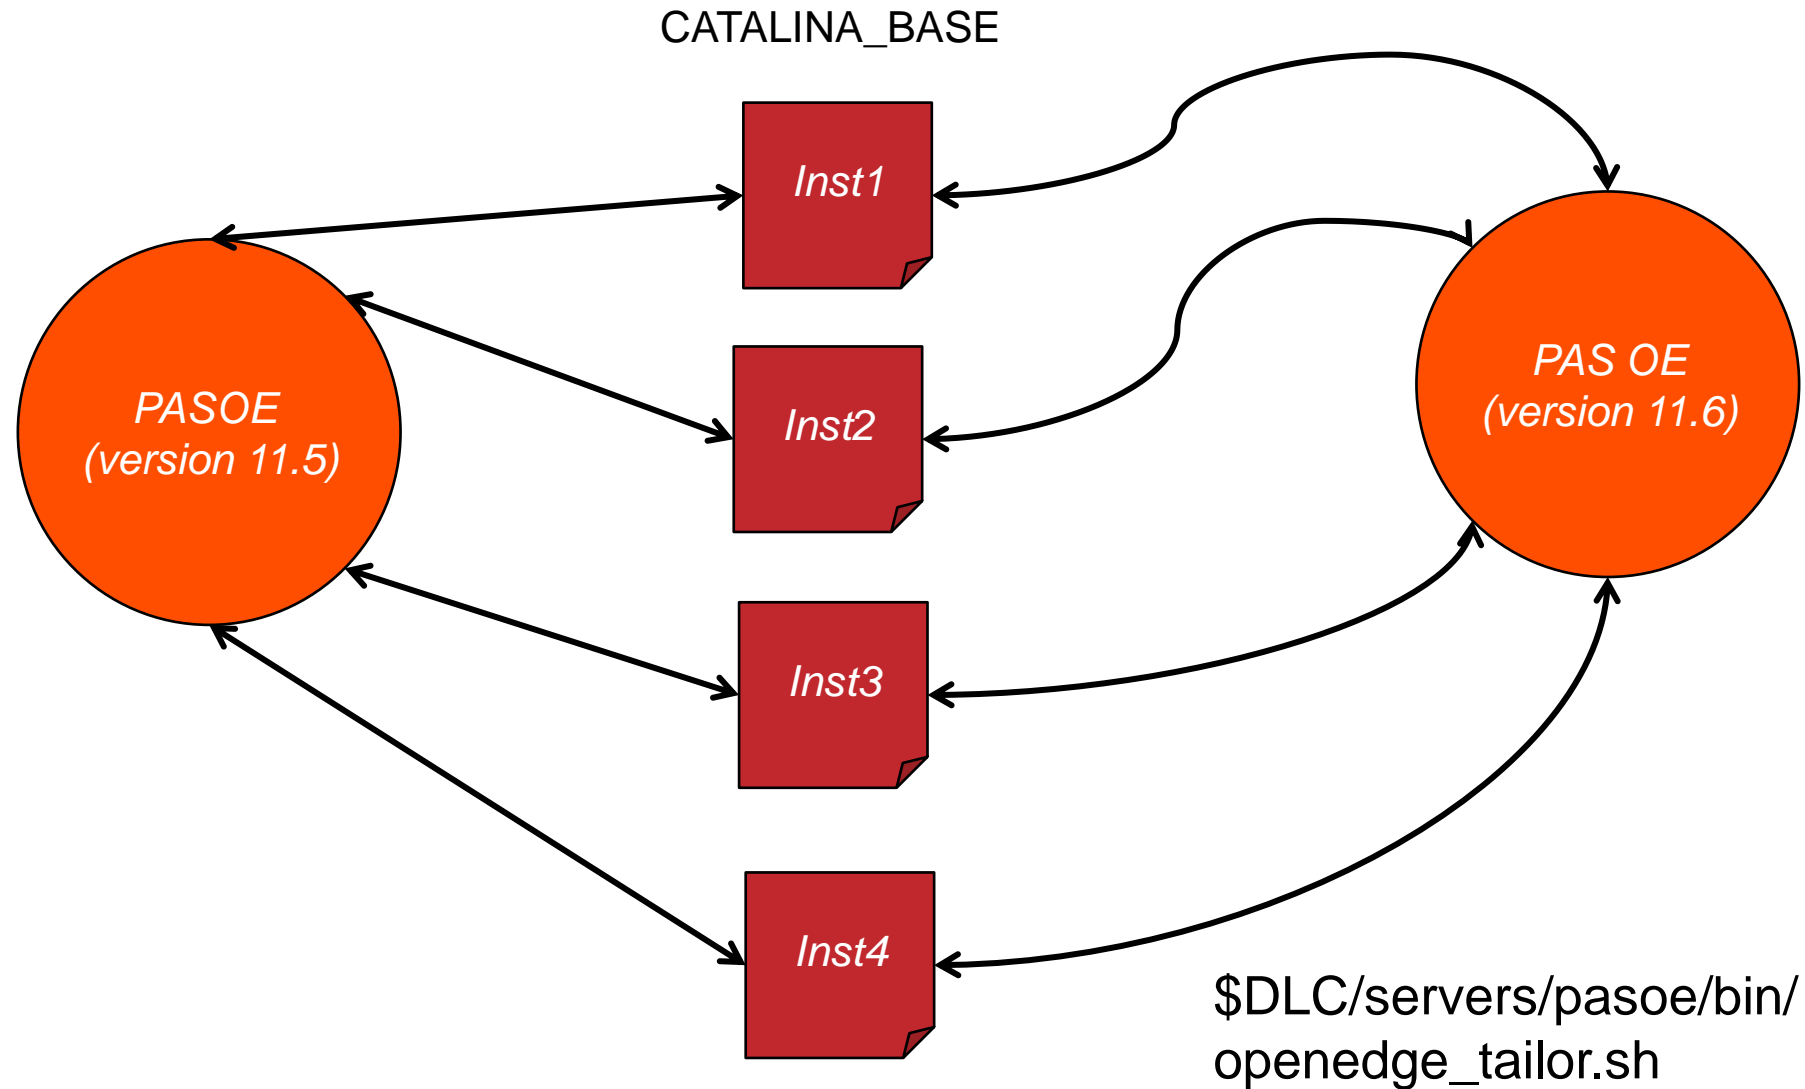 CATALINA_BASE
Inst1
Inst2
Inst3
Inst4
PASOE
(version 11.5)
PAS OE
(version 11.6)
$DLC/servers/pasoe/bin/
openedge_tailor.sh